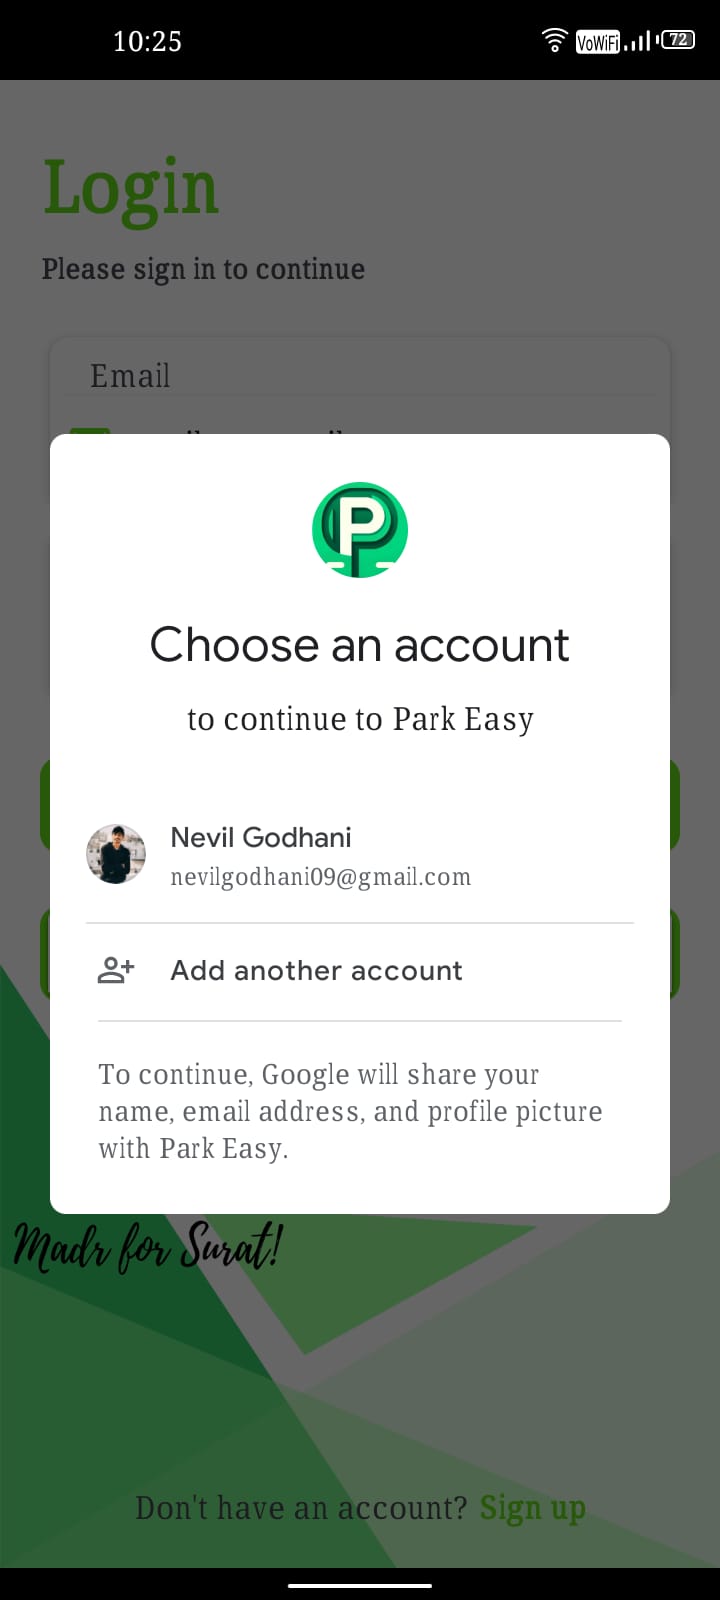 10:25
VoWiFi
72
Login
Please sign in to continue
Email
P
Choose an account
to continue to Park Easy
Nevil Godhani
nevilgodhani09@gmail.com
Add another account
To continue, Google will share your
name, email address, and profile picture
with Park Easy.
Madr for Surat!
Don't have an account? Sign up